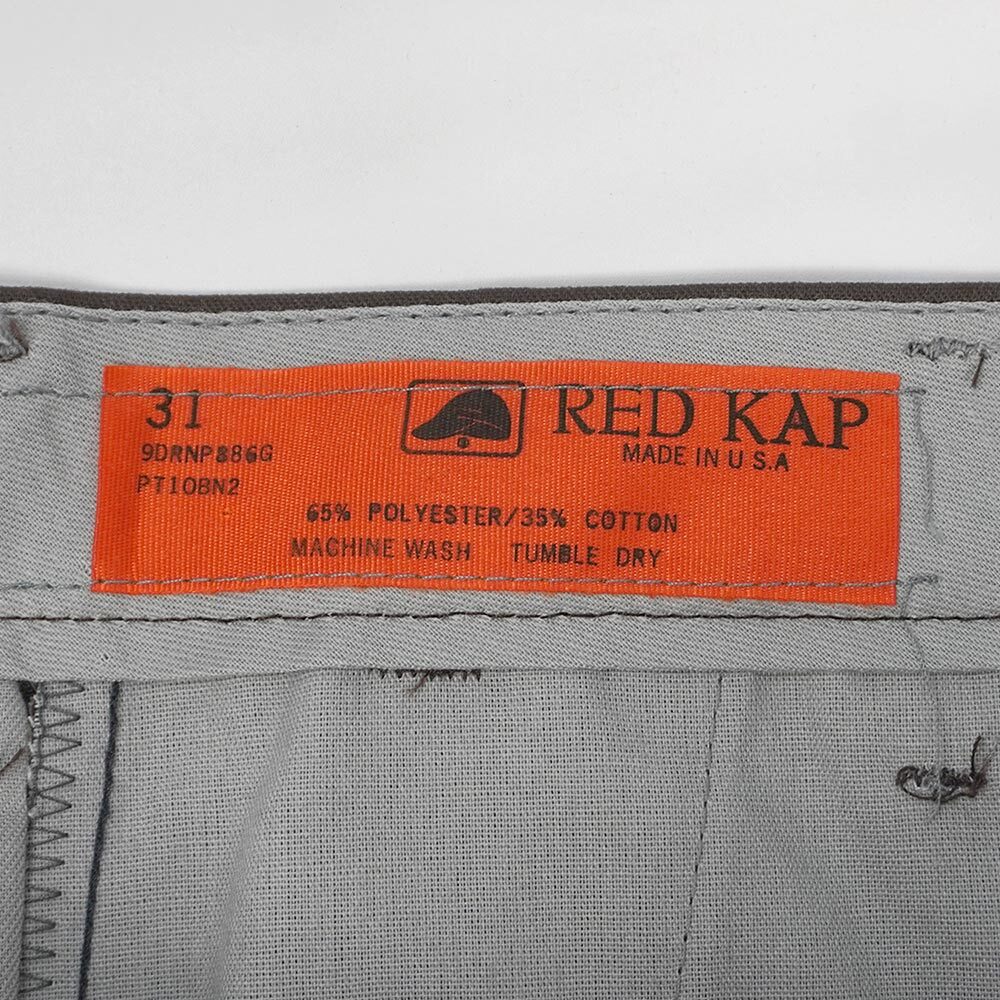 31
RED KAP
MADE IN U.S.A
9DRNP886G
PT10BN2
65% POLYESTER/35% COTTON
MACHINE WASH TUMBLE DRY